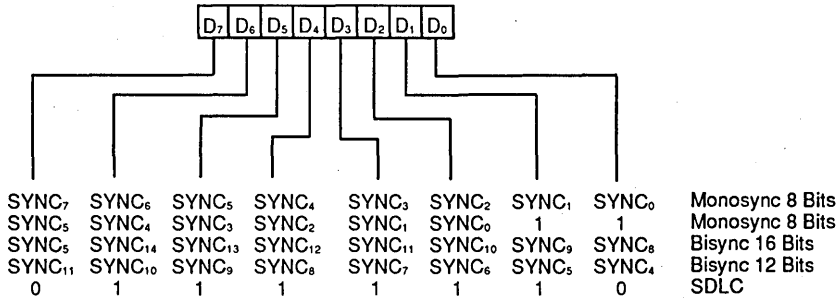 D₇ D₆ D₅ D₄ D₃ D₂ D₁ D₀
SYNC₇ SYNC₆ SYNC₅ SYNC₄ SYNC₃ SYNC₂ SYNC₁ SYNC₀ Monosync 8 Bits
SYNC₅ SYNC₄ SYNC₃ SYNC₂ SYNC₁ SYNC₀ 1 1 Monosync 8 Bits
SYNC₅ SYNC₁₄ SYNC₁₃ SYNC₁₂ SYNC₁₁ SYNC₁₀ SYNC₉ SYNC₈ Bisync 16 Bits
SYNC₁₁ SYNC₁₀ SYNC₉ SYNC₈ SYNC₇ SYNC₆ SYNC₅ SYNC₄ Bisync 12 Bits
0 1 1 1 1 1 1 0 SDLC